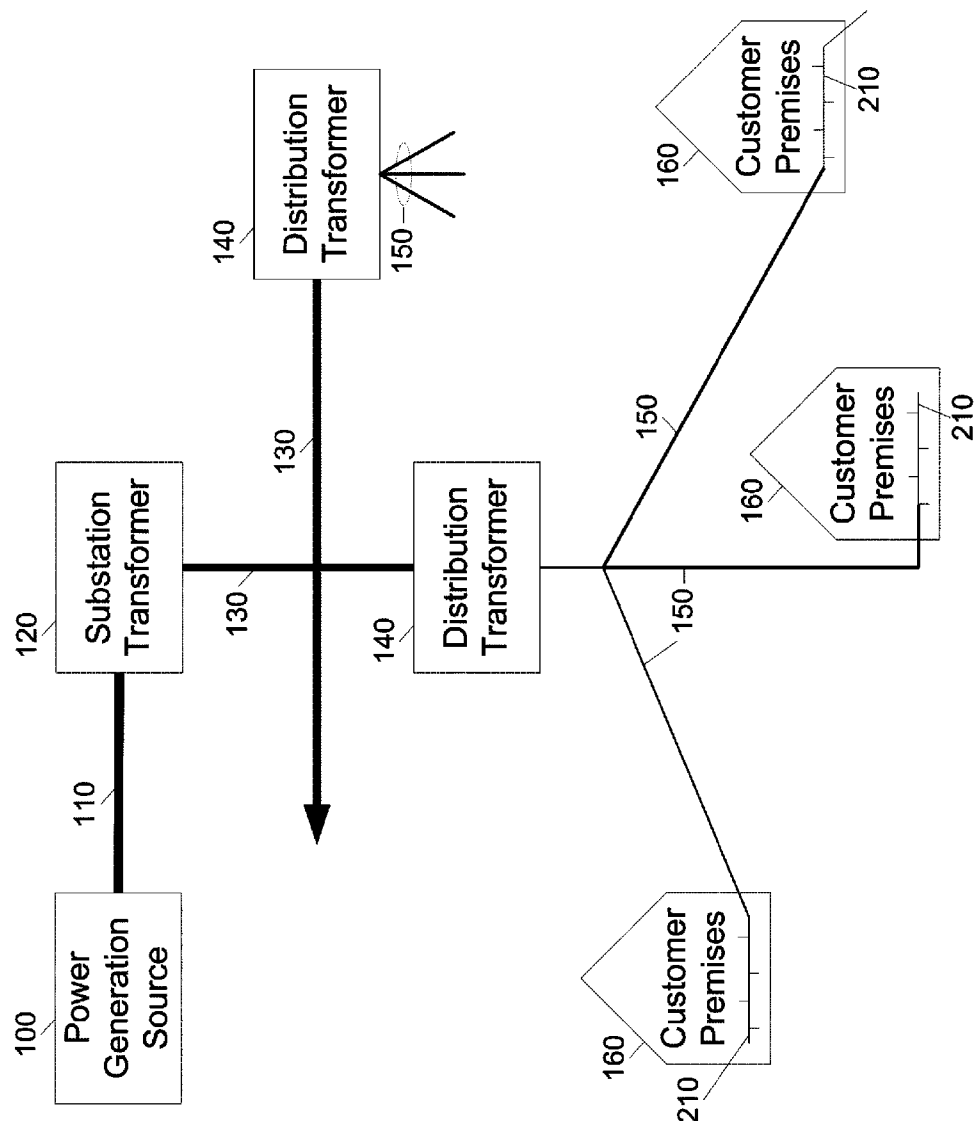 100
Power
Generation
Source
110
120
Substation
Transformer
130
130
140
Distribution
Transformer
150
140
Distribution
Transformer
150
150
160
Customer
Premises
210
160
Customer
Premises
210
160
Customer
Premises
210